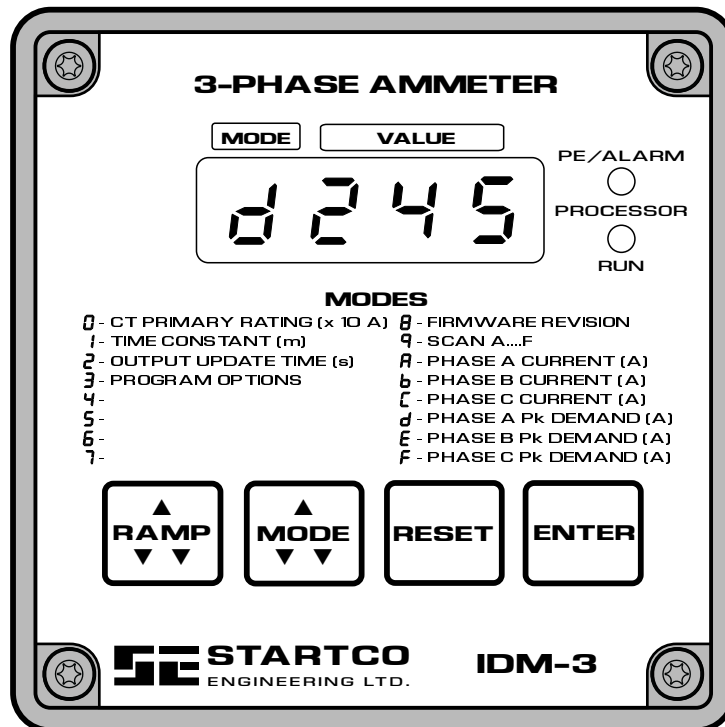 3-PHASE AMMETER
MODE VALUE
d245
PE/ALARM
PROCESSOR
RUN
MODES
0 - CT PRIMARY RATING (x 10 A)
1 - TIME CONSTANT (m)
2 - OUTPUT UPDATE TIME (s)
3 - PROGRAM OPTIONS
4 -
5 -
6 -
7 -
8 - FIRMWARE REVISION
9 - SCAN A....F
A - PHASE A CURRENT (A)
b - PHASE B CURRENT (A)
C - PHASE C CURRENT (A)
d - PHASE A Pk DEMAND (A)
E - PHASE B Pk DEMAND (A)
F - PHASE C Pk DEMAND (A)
RAMP MODE RESET ENTER
SE STARTCO
ENGINEERING LTD.
IDM-3